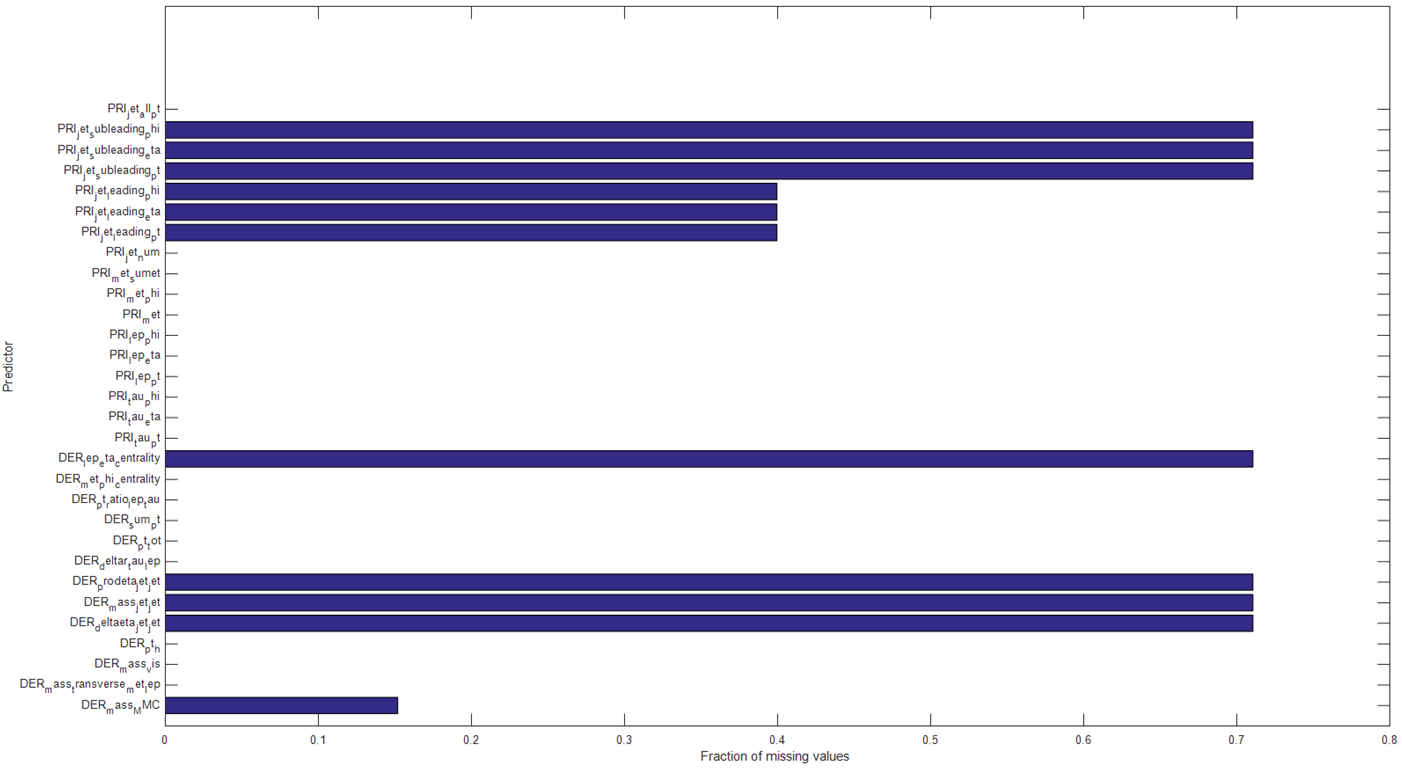 PRIjetallpt
PRIjetsubleadingphi
PRIjetsubleadingeta
PRIjetsubleadingpt
PRIjetleadingphi
PRIjetleadingeta
PRIjetleadingpt
PRIjetnum
PRImetsumet
PRImetphi
PRImet
PRIlepphi
PRIlepeta
PRIleppt
PRItauphi
PRItaueta
PRItaupt
DERlepetacentrality
DERmetphicentrality
DERptratioleptau
DERsumpt
DERpttot
DERdeltartaulep
DERprodetajetjet
DERmassjetjet
DERdeltaetajetjet
DERpth
DERmassvis
DERmasstransversemetlep
DERmassMMC
Predictor
0 0.1 0.2 0.3 0.4 0.5 0.6 0.7 0.8
Fraction of missing values